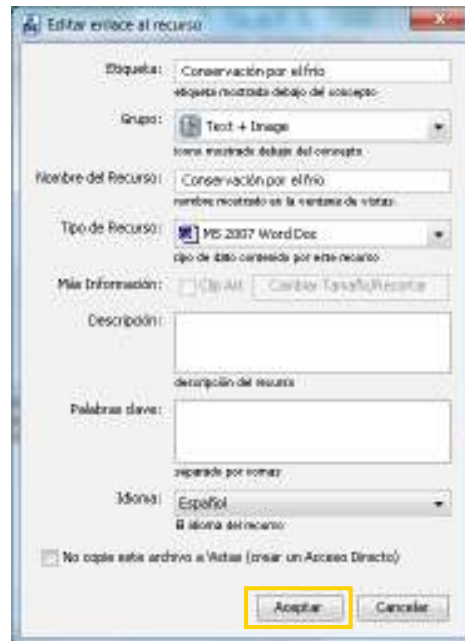 Editar enlace al recurso
Etiqueta: Conservación por el frío
etiqueta mostrada debajo del concepto
Grupo: Text + Image
icono mostrado debajo del concepto
Nombre del Recurso: Conservación por el frío
nombre mostrado en la ventana de vistas
Tipo de Recurso: MS 2007 Word Doc
tipo de dato contenido por este recurso
Más Información: Clip Art Cambiar Tamaño/Recortar
Descripción:
descripción del recurso
Palabras clave:
separado por comas
Idioma: Español
El idioma del recurso
No copie este archivo a Vistas (crear un Acceso Directo)
Aceptar Cancelar